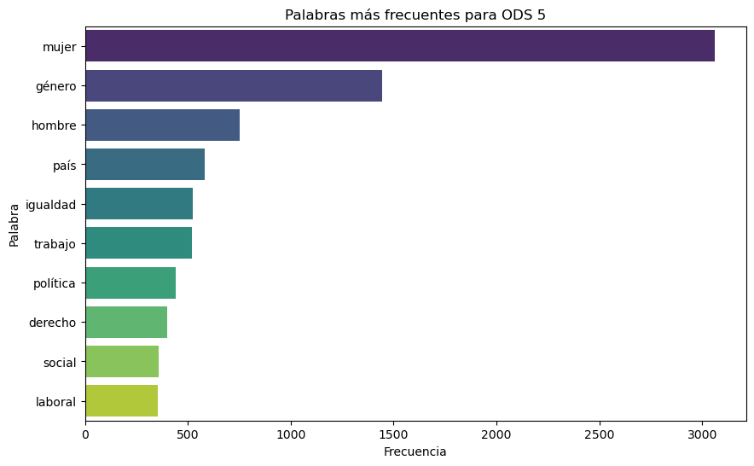 Palabras más frecuentes para ODS 5
Palabra
mujer
género
hombre
país
igualdad
trabajo
política
derecho
social
laboral
0 500 1000 1500 2000 2500 3000
Frecuencia